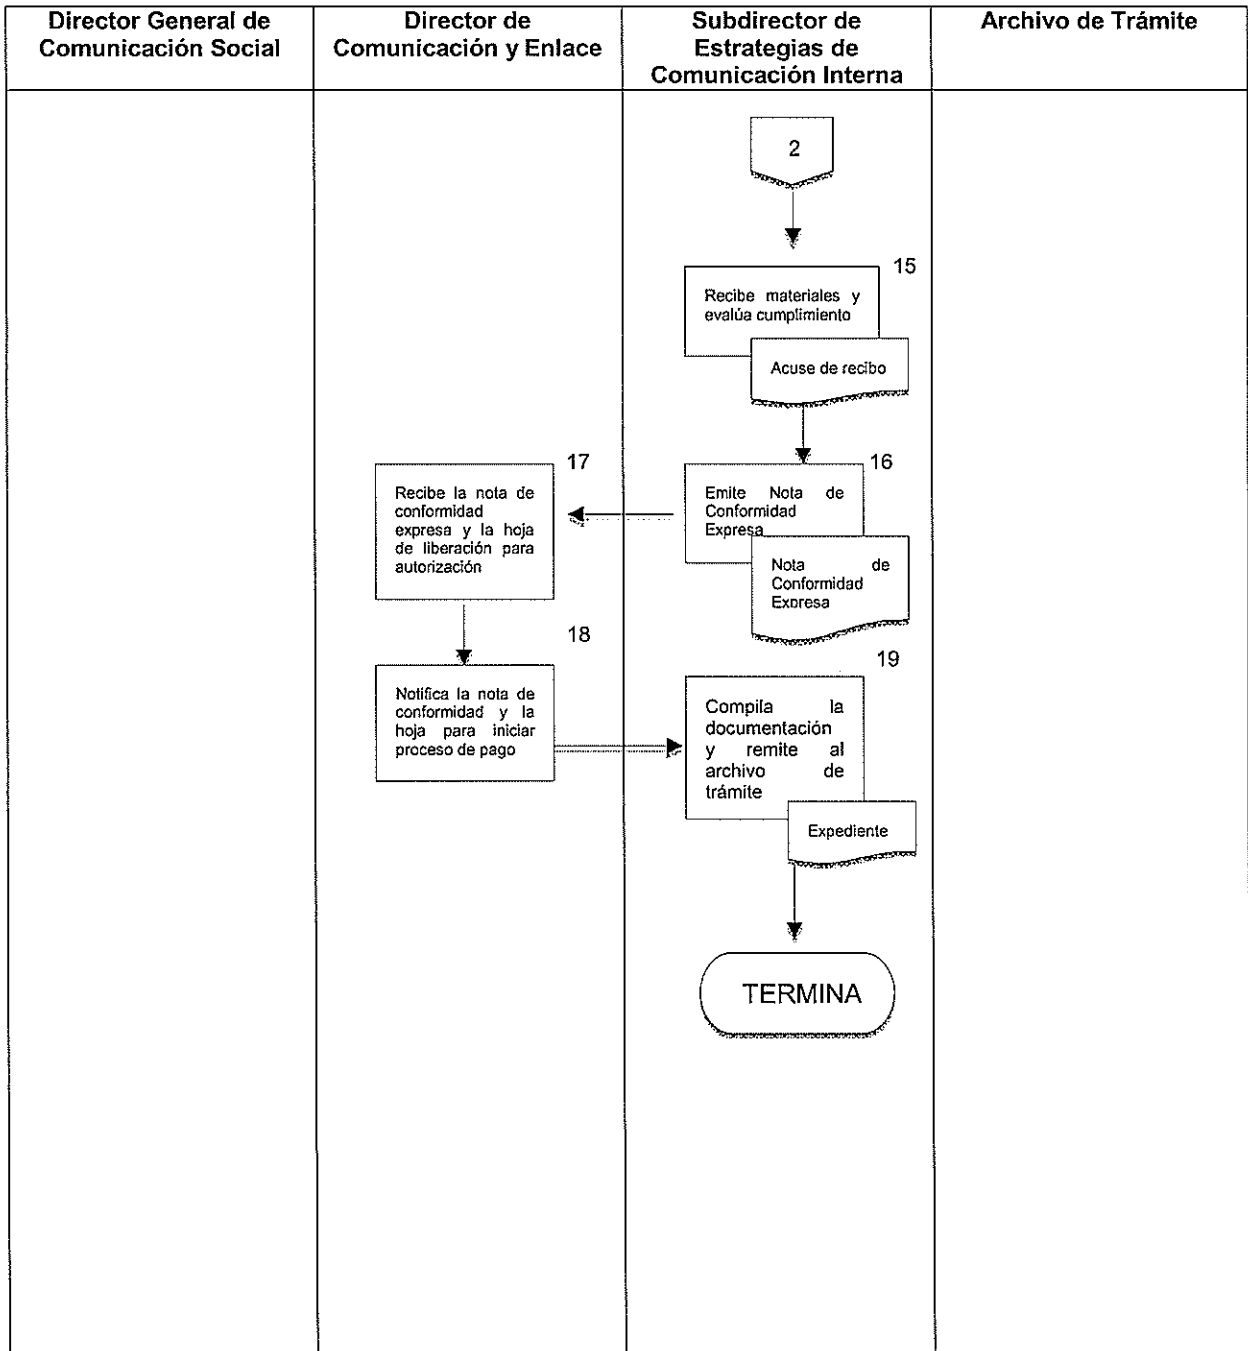 Director General de
Comunicación Social
Director de
Comunicación y Enlace
Subdirector de
Estrategias de
Comunicación Interna
Archivo de Trámite
2
15
Recibe materiales y
evalúa cumplimiento
Acuse de recibo
16
Emite Nota de
Conformidad
Expresa
Nota de
Conformidad
Expresa
17
Recibe la nota de
conformidad
expresa y la hoja
de liberación para
autorización
18
Notifica la nota de
conformidad y la
hoja para iniciar
proceso de pago
19
Compila la
documentación
y remite al
archivo de
trámite
Expediente
TERMINA